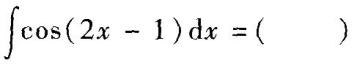 ∫cos(2x − 1)dx = (　　)